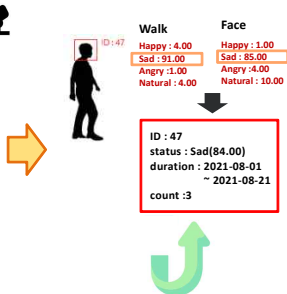 ID : 47
Walk
Happy : 4.00
Sad : 91.00
Angry :1.00
Natural : 4.00
Face
Happy : 1.00
Sad : 85.00
Angry :4.00
Natural : 10.00
ID : 47
status : Sad(84.00)
duration : 2021-08-01
~ 2021-08-21
count :3